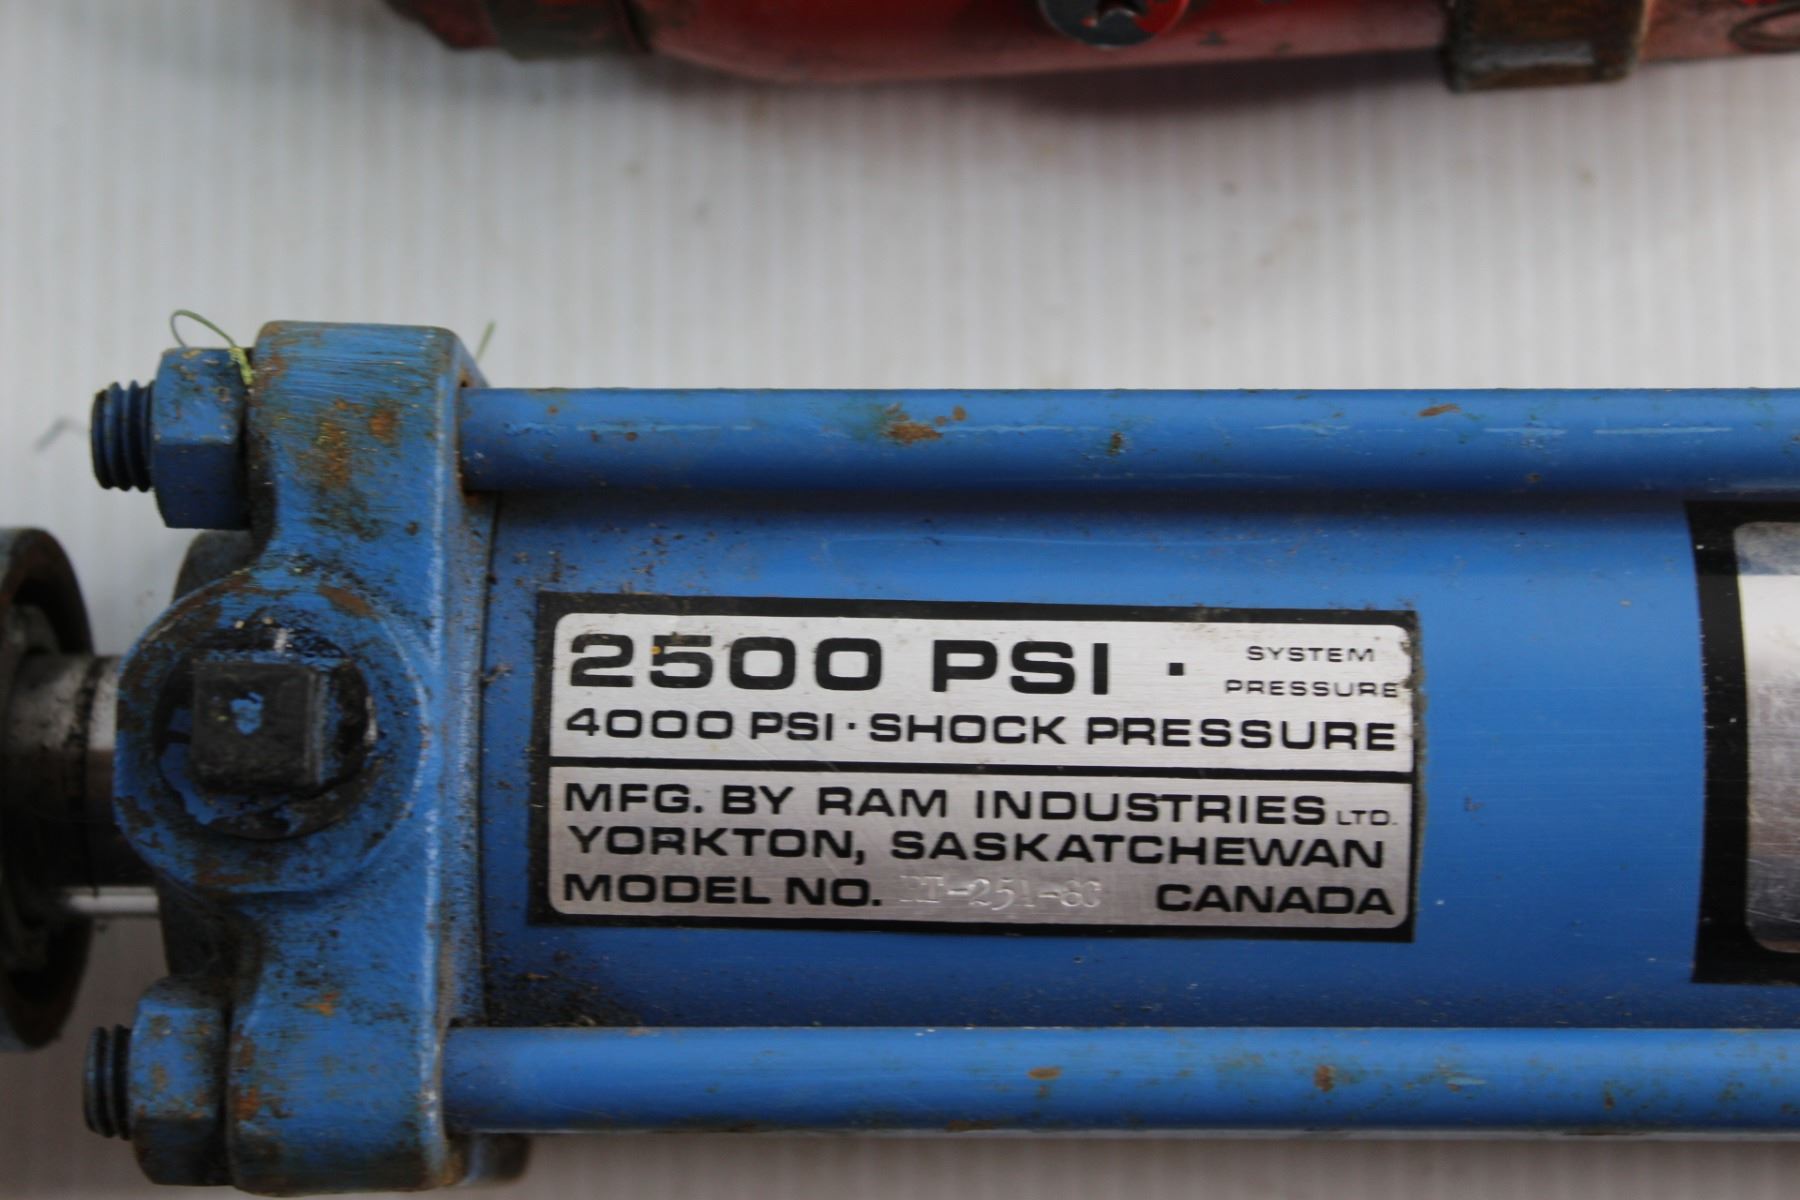 2500 PSI · SYSTEM PRESSURE
4000 PSI · SHOCK PRESSURE
MFG. BY RAM INDUSTRIES LTD.
YORKTON, SASKATCHEWAN
MODEL NO. CANADA